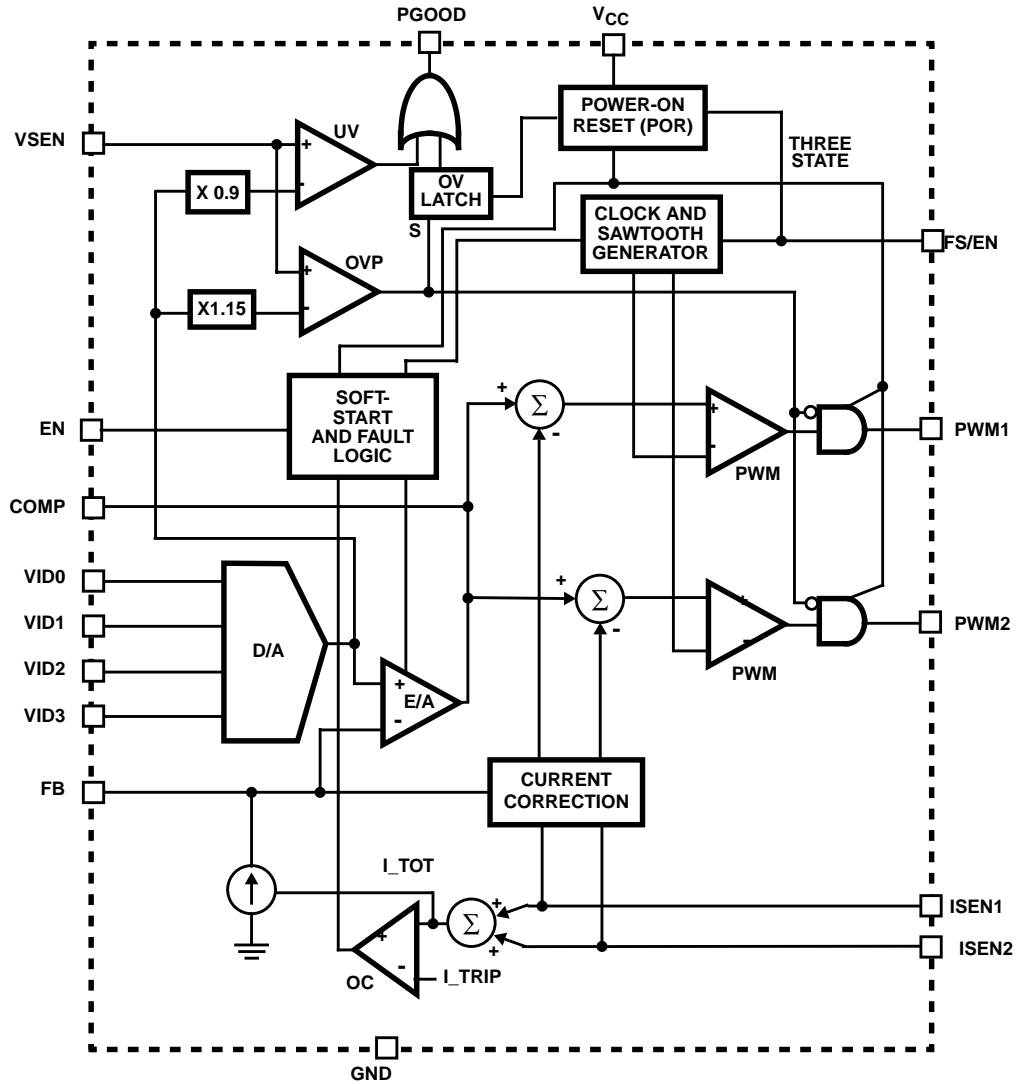 PGOOD
VCC
VSEN
+
UV
-
X 0.9
OV
LATCH
S
POWER-ON
RESET (POR)
THREE
STATE
CLOCK AND
SAWTOOTH
GENERATOR
FS/EN
OVP
+
-
X1.15
SOFT-
START
AND FAULT
LOGIC
EN
+
Σ
-
+
-
PWM
PWM1
COMP
VID0
VID1
VID2
VID3
D/A
+
E/A
-
+
Σ
-
+
-
PWM
PWM2
FB
CURRENT
CORRECTION
I_TOT
+
Σ
+
+
-
OC
I_TRIP
ISEN1
ISEN2
GND